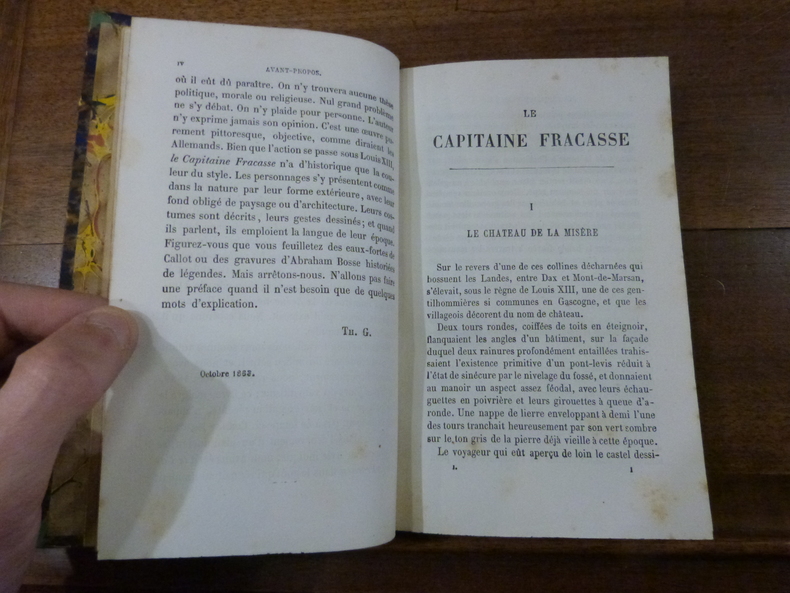 IV
AVANT-PROPOS.
où il eût dû paraître. On n'y trouvera aucune thèse
politique, morale ou religieuse. Nul grand problème
ne s'y débat. On n'y plaide pour personne. L'auteur
n'y exprime jamais son opinion. C'est une œuvre pu-
rement pittoresque, objective, comme diraient les
Allemands. Bien que l'action se passe sous Louis XIII,
le Capitaine Fracasse n'a d'historique que la cou-
leur du style. Les personnages s'y présentent comme
dans la nature par leur forme extérieure, avec leur
fond obligé de paysage ou d'architecture. Leurs cos-
tumes sont décrits, leurs gestes dessinés; et quand
ils parlent, ils emploient la langue de leur époque.
Figurez-vous que vous feuilletez des eaux-fortes de
Callot ou des gravures d'Abraham Bosse historiées
de légendes. Mais arrêtons-nous. N'allons pas faire
une préface quand il n'est besoin que de quelques
mots d'explication.
TH. G.
Octobre 1863.
LE
CAPITAINE FRACASSE
I
LE CHATEAU DE LA MISÈRE
Sur le revers d'une de ces collines décharnées qui
bossuent les Landes, entre Dax et Mont-de-Marsan,
s'élevait, sous le règne de Louis XIII, une de ces gen-
tilhommières si communes en Gascogne, et que les
villageois décorent du nom de château.
Deux tours rondes, coiffées de toits en éteignoir,
flanquaient les angles d'un bâtiment, sur la façade
duquel deux rainures profondément entaillées trahis-
saient l'existence primitive d'un pont-levis réduit à
l'état de sinécure par le nivelage du fossé, et donnaient
au manoir un aspect assez féodal, avec leurs échau-
guettes en poivrière et leurs girouettes à queue d'a-
ronde. Une nappe de lierre enveloppant à demi l'une
des tours tranchait heureusement par son vert sombre
sur le ton gris de la pierre déjà vieille à cette époque.
Le voyageur qui eût aperçu de loin le castel dessi-
I. 1